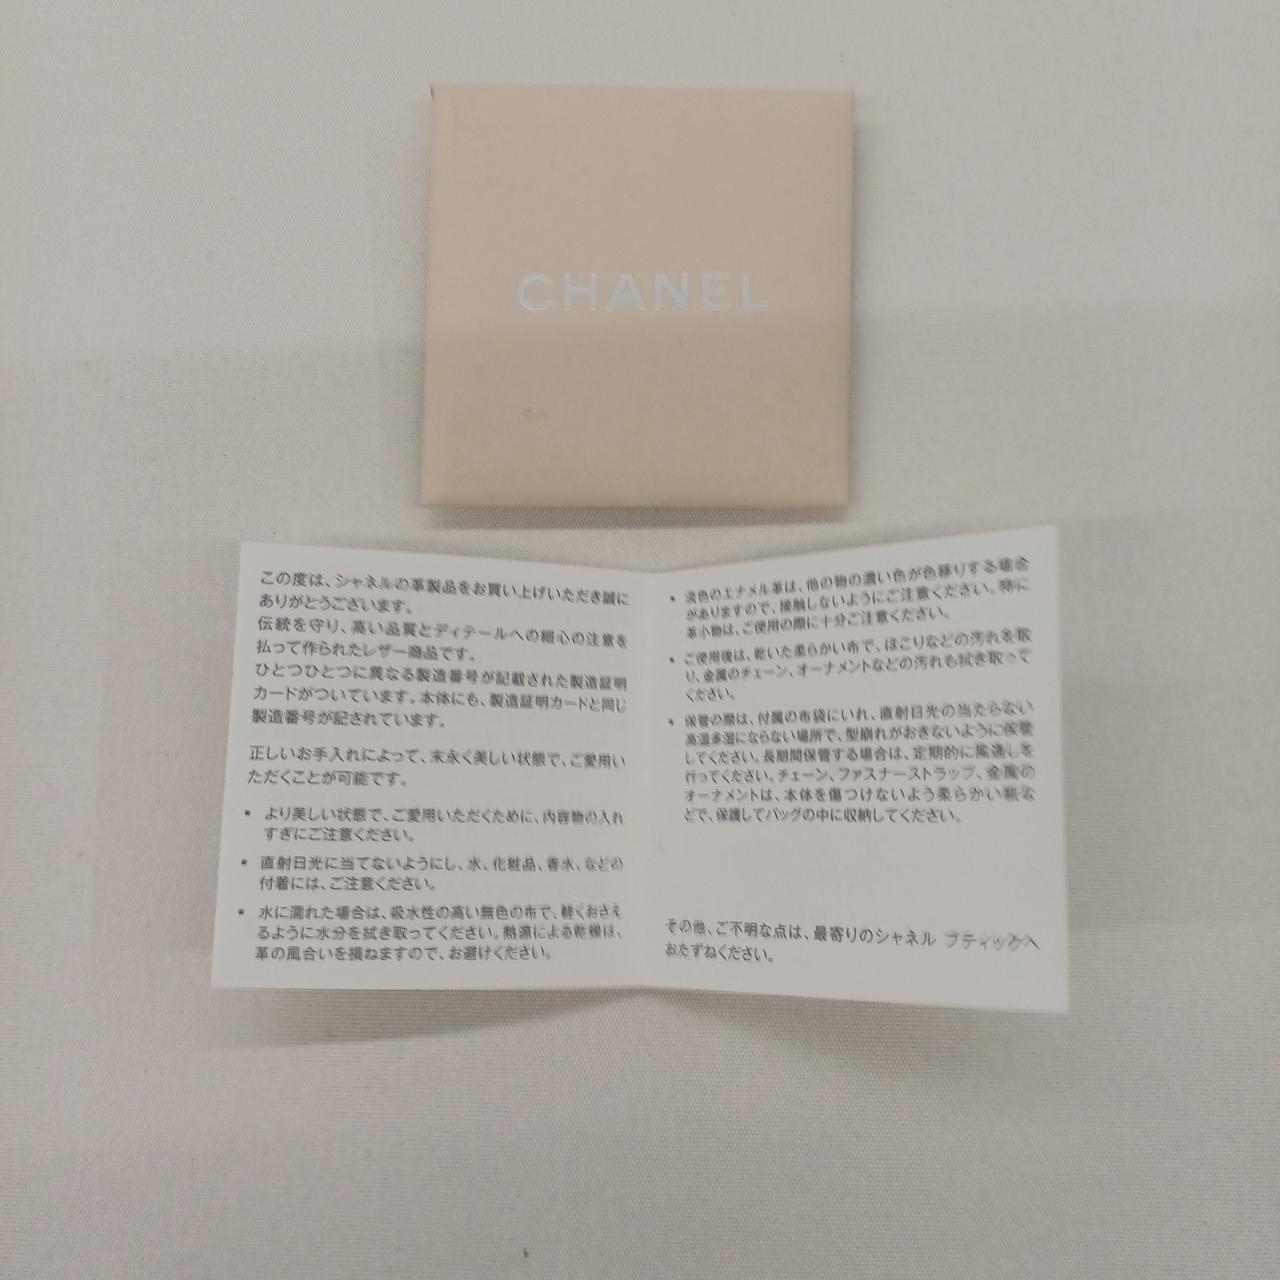 CHANEL
この度は、シャネルの革製品をお買い上げいただき誠に
ありがとうございます。
伝統を守り、高い品質とディテールへの細心の注意を
払って作られたレザー商品です。
ひとつひとつに異なる製造番号が記載された製造証明
カードがついています。本体にも、製造証明カードと同じ
製造番号が記されています。
正しいお手入れによって、末永く美しい状態で、ご愛用い
ただくことが可能です。
▪ より美しい状態で、ご愛用いただくために、内容物の入れ
すぎにご注意ください。
▪ 直射日光に当てないようにし、水、化粧品、香水、などの
付着には、ご注意ください。
▪ 水に濡れた場合は、吸水性の高い無色の布で、軽くおさえ
るように水分を拭き取ってください。熱源による乾燥は、
革の風合いを損ねますので、お避けください。
• 淡色のエナメル革は、他の物の濃い色が色移りする場合
がありますので、接触しないようにご注意ください。特に
革小物は、ご使用の際に十分ご注意ください。
• ご使用後は、乾いた柔らかい布で、ほこりなどの汚れを取
り、金属のチェーン、オーナメントなどの汚れも拭き取って
ください。
• 保管の際は、付属の布袋にいれ、直射日光の当たらない
高温多湿にならない場所で、型崩れがおきないように保管
してください。長期間保管する場合は、定期的に風通しを
行ってください。チェーン、ファスナーストラップ、金属の
オーナメントは、本体を傷つけないよう柔らかい紙な
どで、保護してバッグの中に収納してください。
その他、ご不明な点は、最寄りのシャネル ブティックへ
おたずねください。